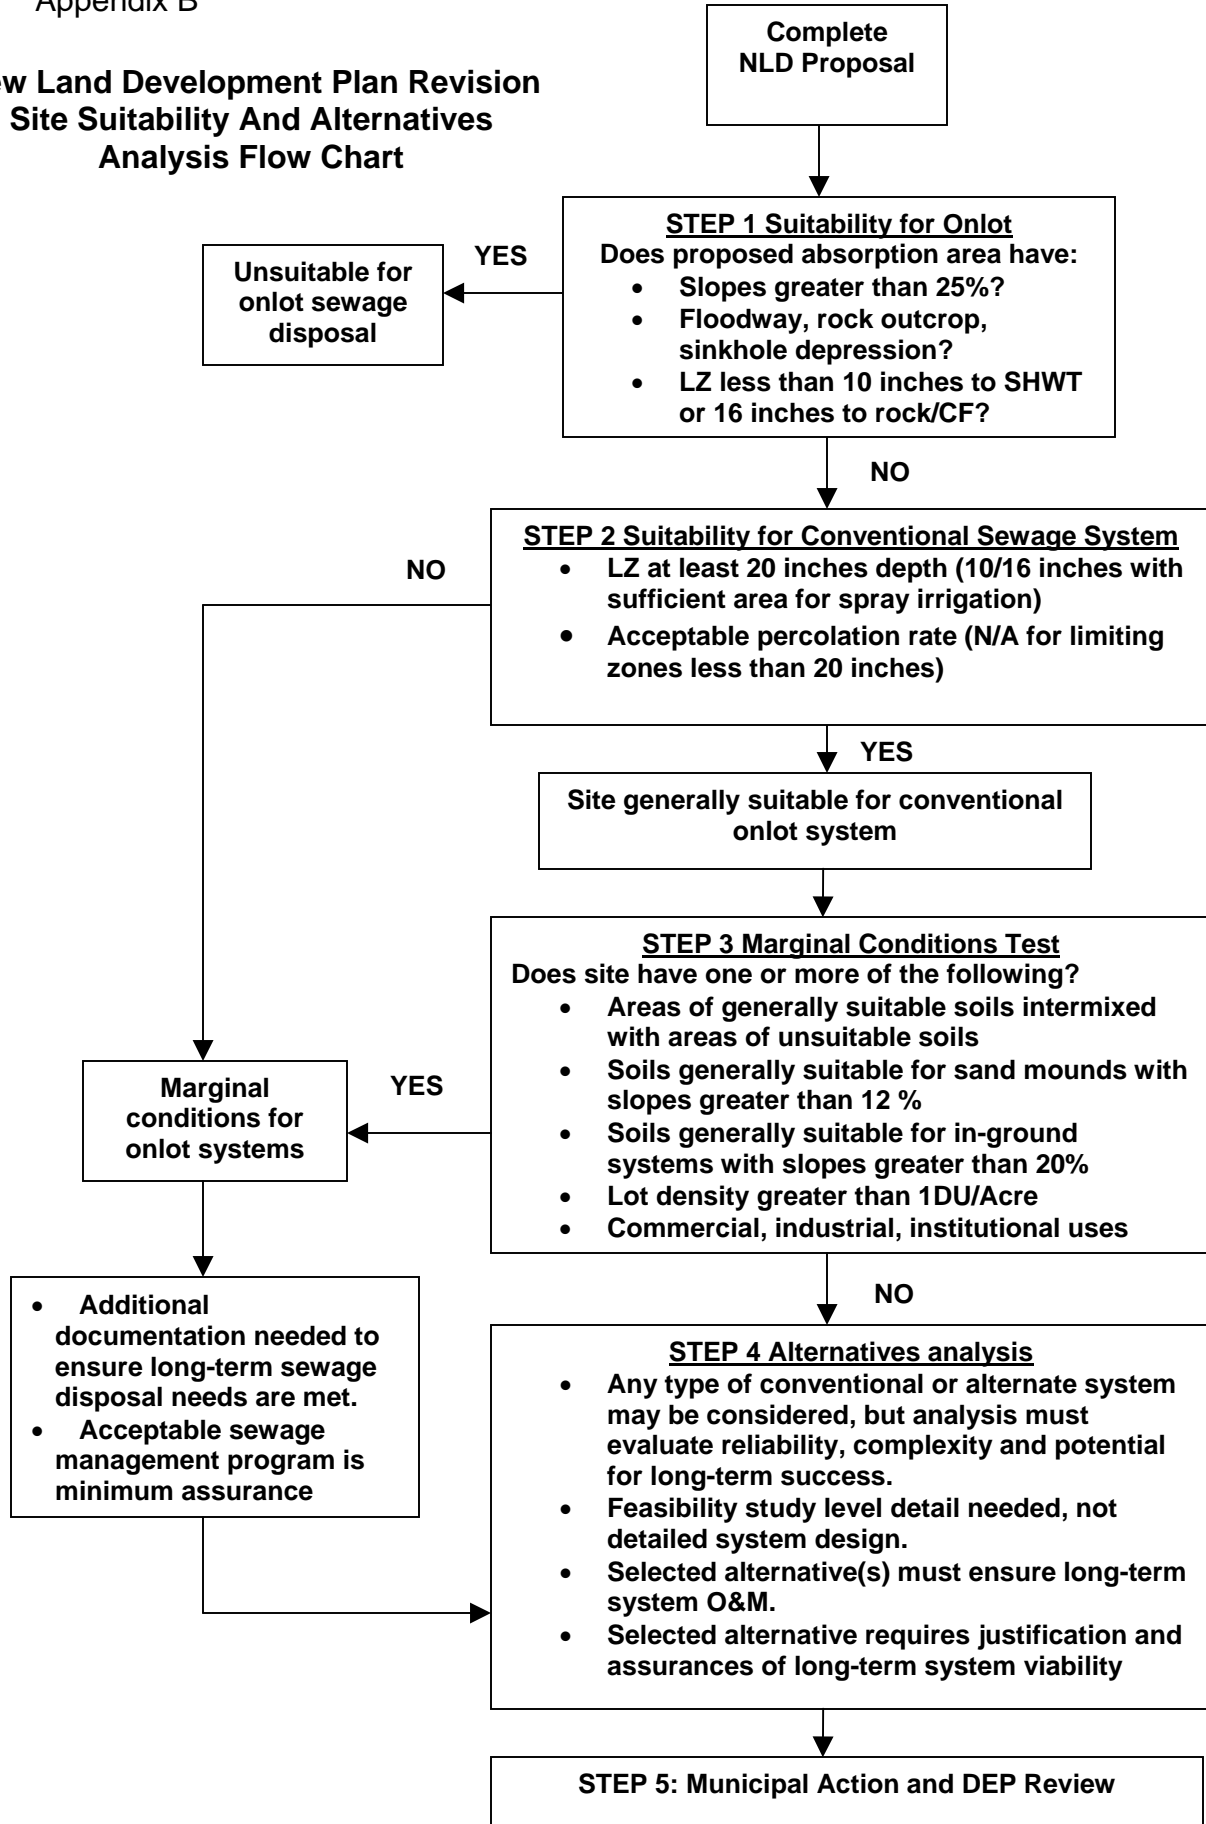 Appendix B
Complete
NLD Proposal
ew Land Development Plan Revision
Site Suitability And Alternatives
Analysis Flow Chart
STEP 1 Suitability for Onlot
Does proposed absorption area have:
• Slopes greater than 25%?
• Floodway, rock outcrop,
sinkhole depression?
• LZ less than 10 inches to SHWT
or 16 inches to rock/CF?
YES
Unsuitable for
onlot sewage
disposal
NO
STEP 2 Suitability for Conventional Sewage System
• LZ at least 20 inches depth (10/16 inches with
sufficient area for spray irrigation)
• Acceptable percolation rate (N/A for limiting
zones less than 20 inches)
NO
YES
Site generally suitable for conventional
onlot system
STEP 3 Marginal Conditions Test
Does site have one or more of the following?
• Areas of generally suitable soils intermixed
with areas of unsuitable soils
• Soils generally suitable for sand mounds with
slopes greater than 12 %
• Soils generally suitable for in-ground
systems with slopes greater than 20%
• Lot density greater than 1DU/Acre
• Commercial, industrial, institutional uses
YES
Marginal
conditions for
onlot systems
• Additional
documentation needed to
ensure long-term sewage
disposal needs are met.
• Acceptable sewage
management program is
minimum assurance
NO
STEP 4 Alternatives analysis
• Any type of conventional or alternate system
may be considered, but analysis must
evaluate reliability, complexity and potential
for long-term success.
• Feasibility study level detail needed, not
detailed system design.
• Selected alternative(s) must ensure long-term
system O&M.
• Selected alternative requires justification and
assurances of long-term system viability
STEP 5: Municipal Action and DEP Review